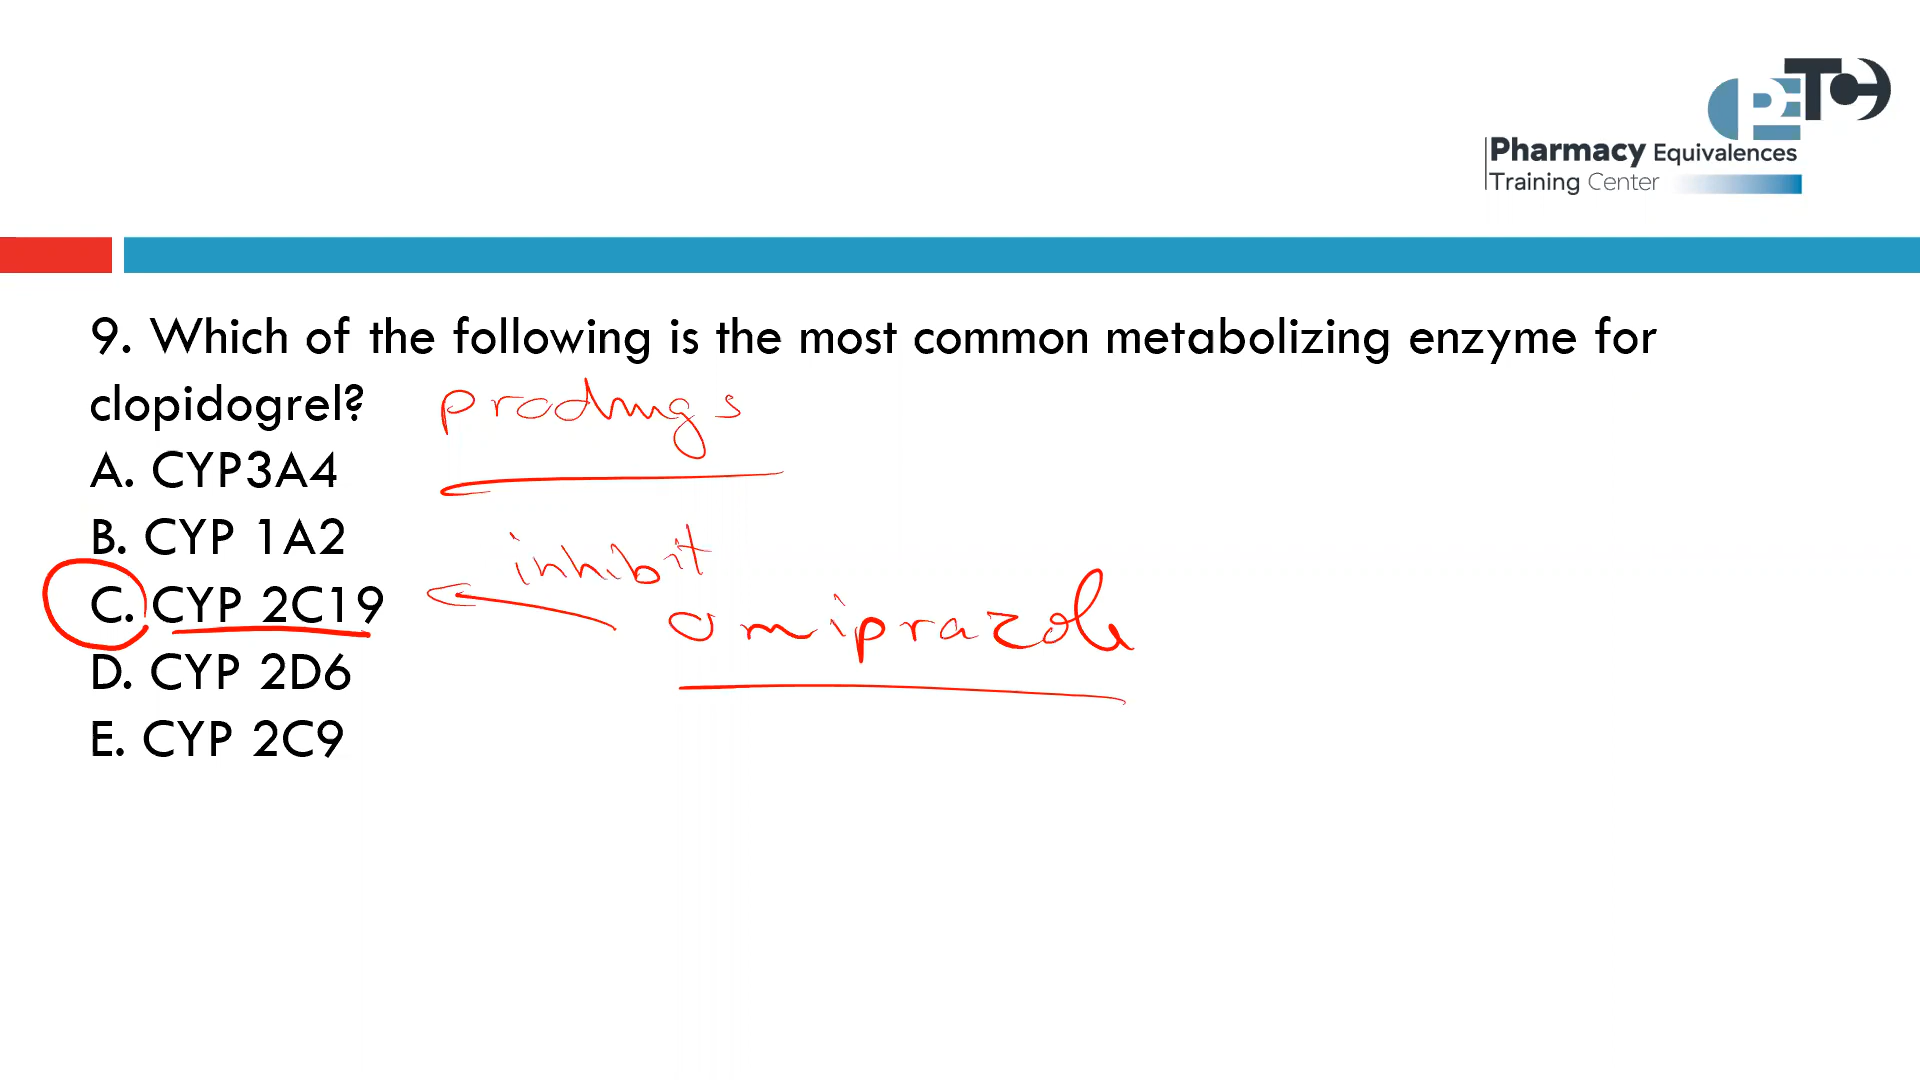 PETC
Pharmacy Equivalences
Training Center
9. Which of the following is the most common metabolizing enzyme for
clopidogrel?
prodrugs
A. CYP3A4
B. CYP 1A2
inhibit
C. CYP 2C19
omiprazole
D. CYP 2D6
E. CYP 2C9